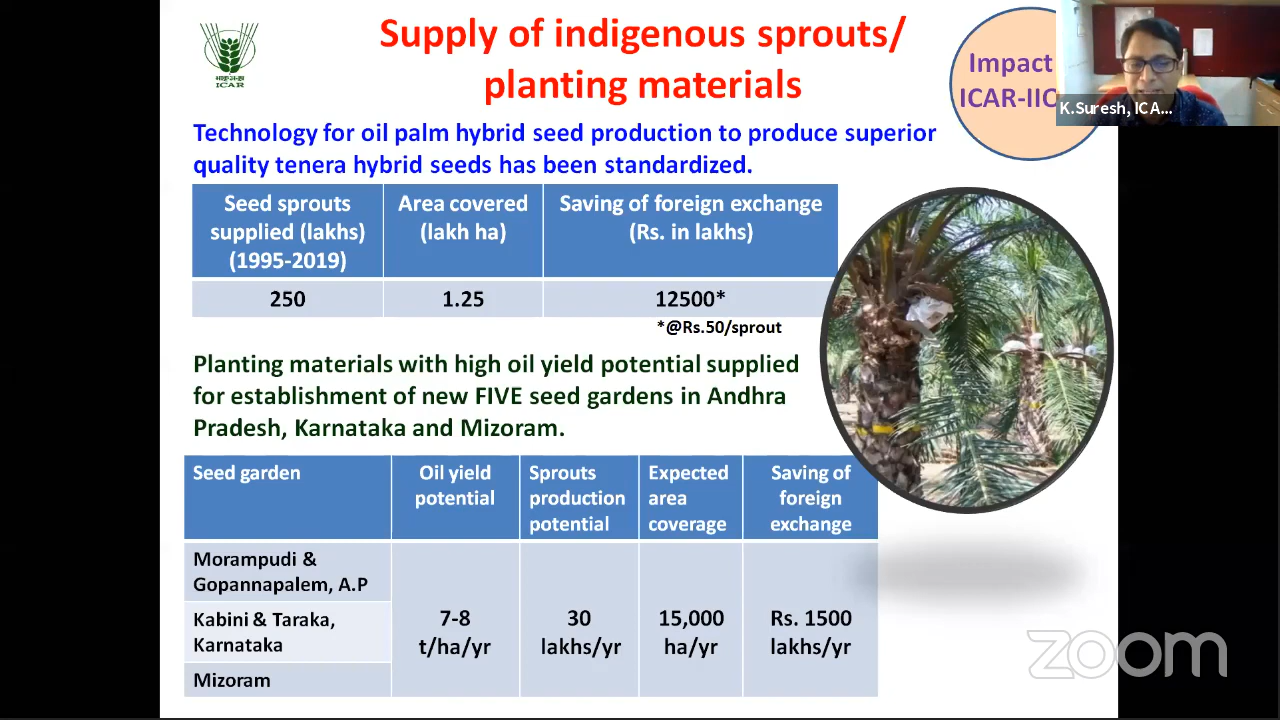 Supply of indigenous sprouts/
planting materials
Impact
ICAR-IIO
K.Suresh, ICA...
ICAR
Technology for oil palm hybrid seed production to produce superior
quality tenera hybrid seeds has been standardized.
Seed sprouts
supplied (lakhs)
(1995-2019)
Area covered
(lakh ha)
Saving of foreign exchange
(Rs. in lakhs)
250
1.25
12500*
*@Rs.50/sprout
Planting materials with high oil yield potential supplied
for establishment of new FIVE seed gardens in Andhra
Pradesh, Karnataka and Mizoram.
Seed garden
Oil yield
potential
Sprouts
production
potential
Expected
area
coverage
Saving of
foreign
exchange
Morampudi &
Gopannapalem, A.P
Kabini & Taraka,
Karnataka
Mizoram
7-8
t/ha/yr
30
lakhs/yr
15,000
ha/yr
Rs. 1500
lakhs/yr
zoom